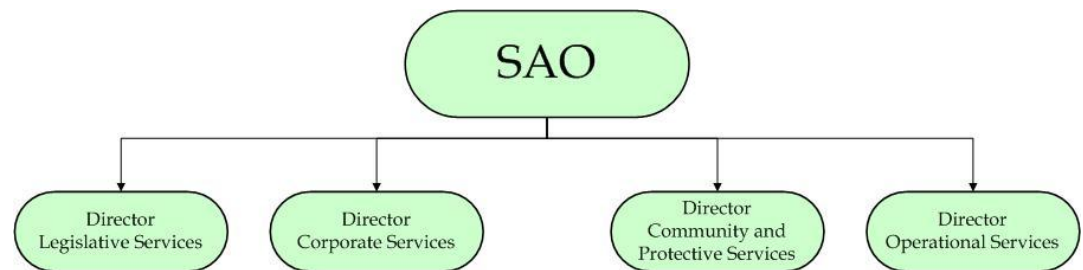 SAO
Director
Legislative Services
Director
Corporate Services
Director
Community and
Protective Services
Director
Operational Services